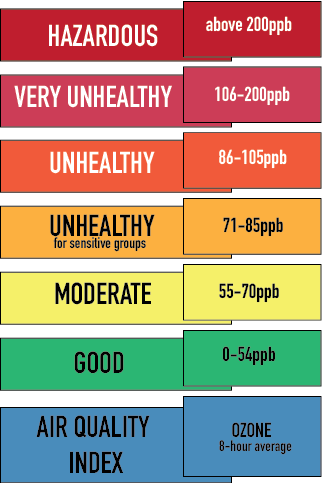 HAZARDOUS
above 200ppb
VERY UNHEALTHY
106-200ppb
UNHEALTHY
86-105ppb
UNHEALTHY
for sensitive groups
71-85ppb
MODERATE
55-70ppb
GOOD
0-54ppb
AIR QUALITY
INDEX
OZONE
8-hour average